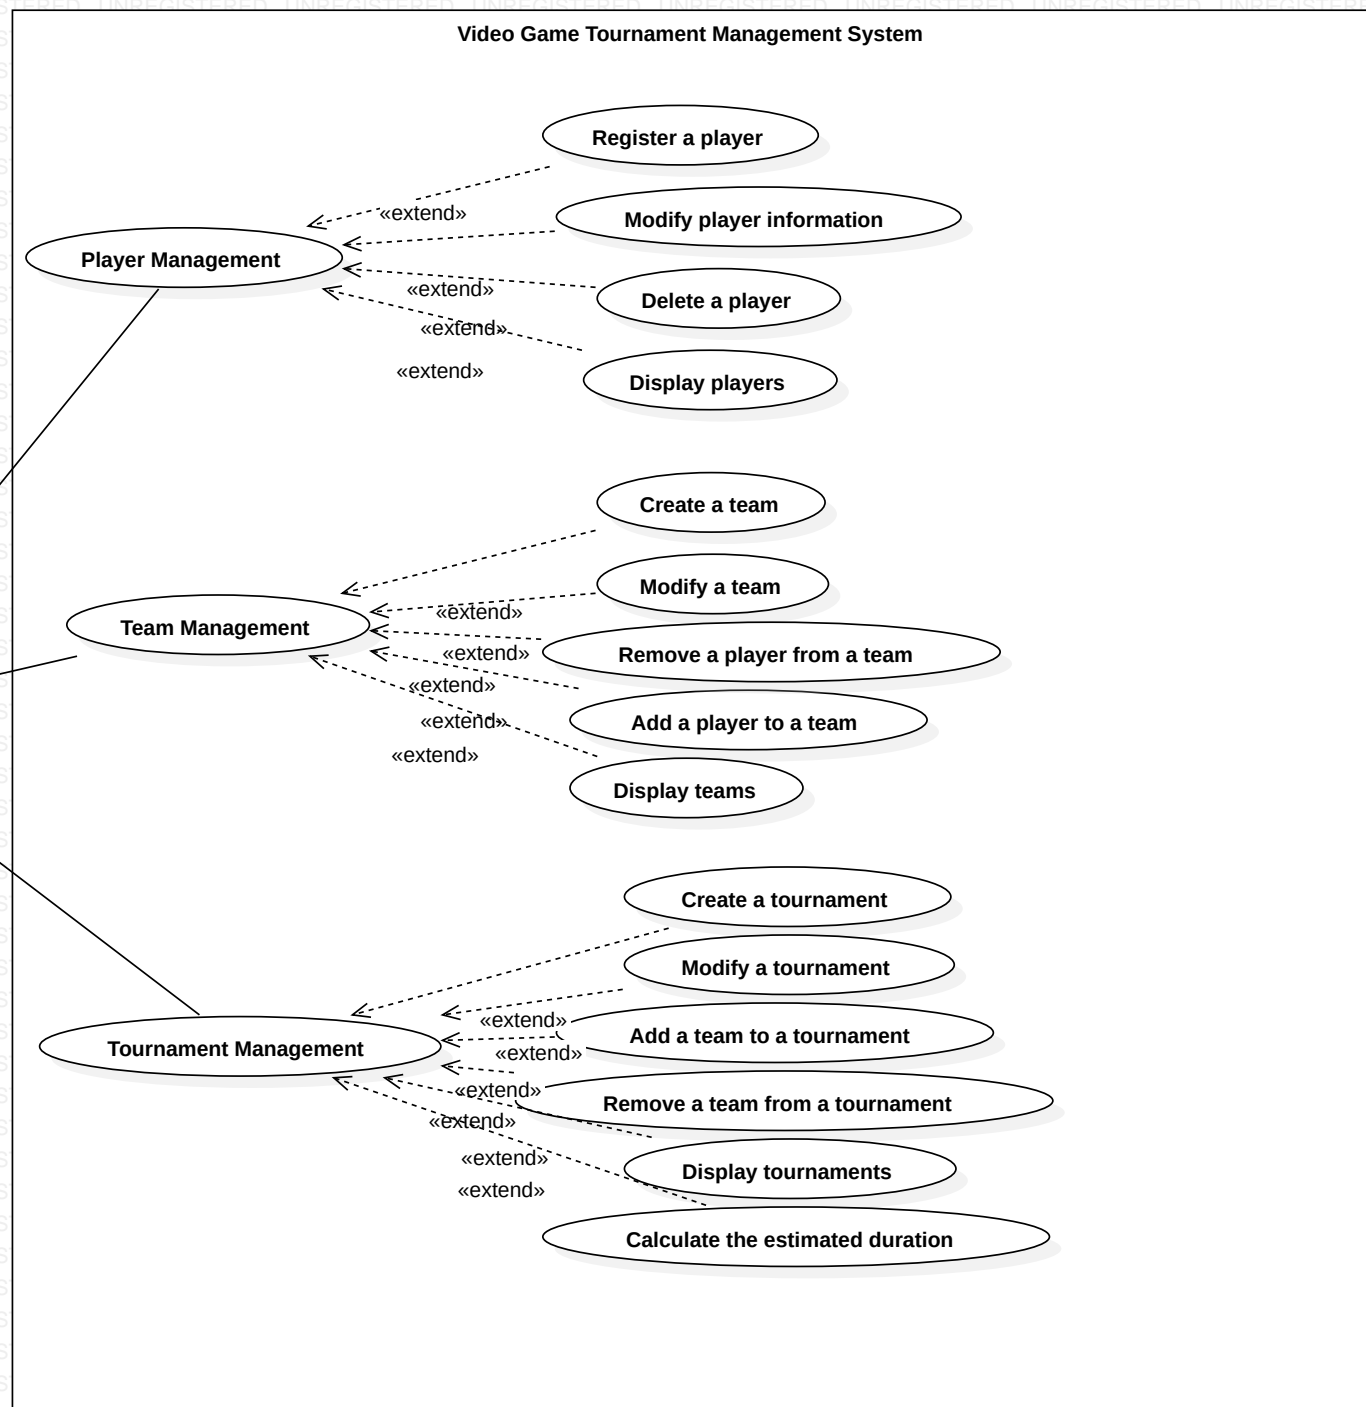 UNREGISTERED UNREGISTERED UNREGISTERED UNREGISTERED UNREGISTERED UNREGISTERED UNREGISTERED
Video Game Tournament Management System
Register a player
«extend»
Modify player information
Player Management
«extend»
Delete a player
«extend»
«extend»
Display players
Create a team
Modify a team
«extend»
Team Management
«extend»
Remove a player from a team
«extend»
«extend»
Add a player to a team
«extend»
Display teams
Create a tournament
Modify a tournament
«extend»
Add a team to a tournament
Tournament Management
«extend»
«extend»
Remove a team from a tournament
«extend»
«extend»
Display tournaments
«extend»
Calculate the estimated duration